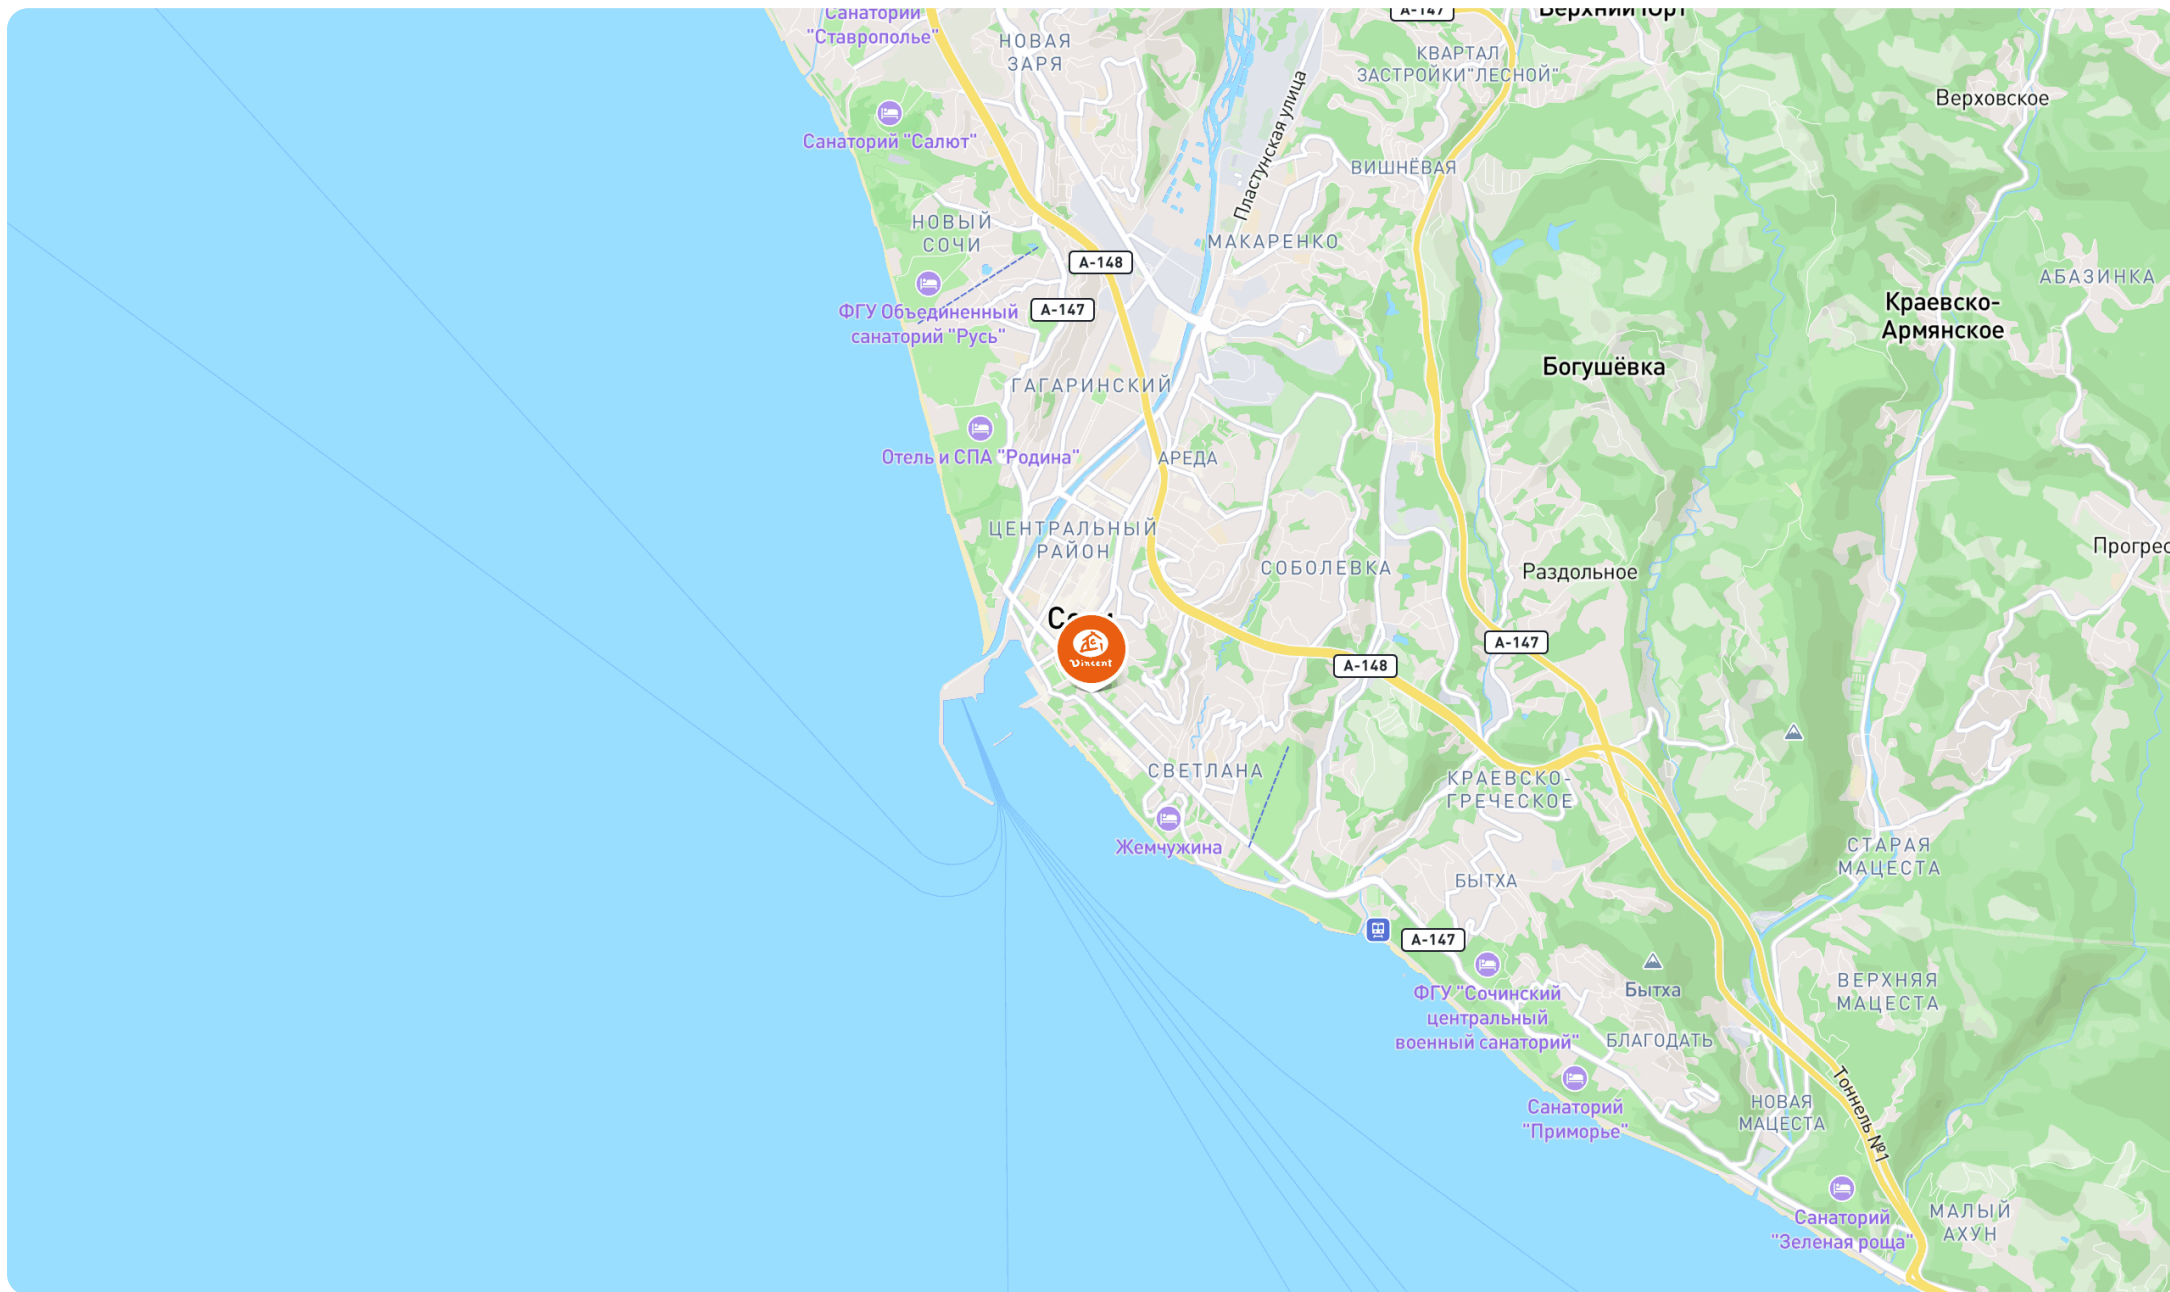 Санаторий
"Ставрополье"
НОВАЯ
ЗАРЯ
А-147
Верхний Юрт
КВАРТАЛ
ЗАСТРОЙКИ"ЛЕСНОЙ"
Верховское
Санаторий "Салют"
Пластунская улица
ВИШНЁВАЯ
НОВЫЙ
СОЧИ
МАКАРЕНКО
А-148
АБАЗИНКА
ФГУ Объединенный
санаторий "Русь"
А-147
Краевско-
Армянское
Богушёвка
ГАГАРИНСКИЙ
Отель и СПА "Родина"
АРЕДА
ЦЕНТРАЛЬНЫЙ
РАЙОН
СОБОЛЕВКА
Раздольное
Прогрес
Vincent
А-148
А-147
СВЕТЛАНА
КРАЕВСКО-
ГРЕЧЕСКОЕ
Жемчужина
СТАРАЯ
МАЦЕСТА
БЫТХА
А-147
ФГУ "Сочинский
центральный
военный санаторий"
Бытха
ВЕРХНЯЯ
МАЦЕСТА
БЛАГОДАТЬ
Санаторий
"Приморье"
НОВАЯ
МАЦЕСТА
Тоннель №1
Санаторий
"Зеленая роща"
МАЛЫЙ
АХУН